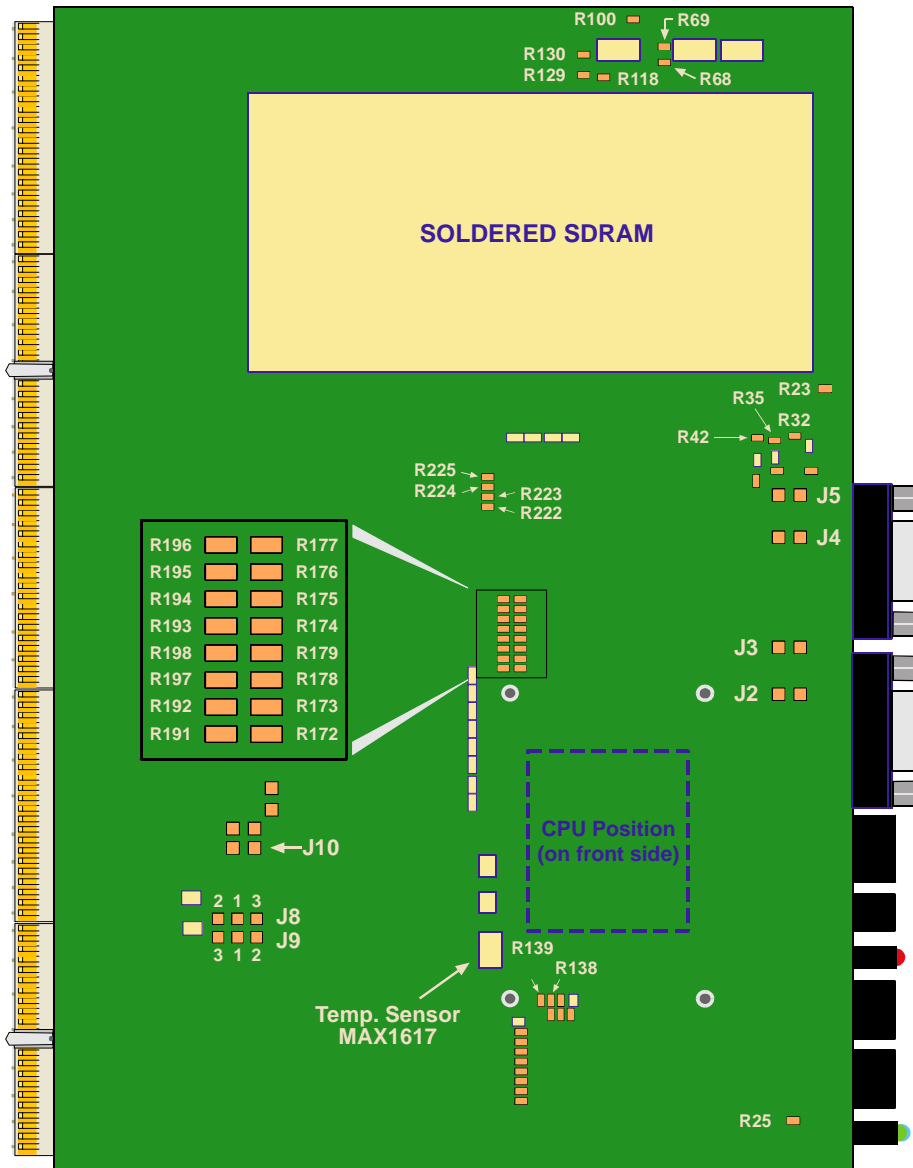 R100
R69
R130
R129
R118
R68
SOLDERED SDRAM
R23
R35
R32
R42
R225
R224
R223
R222
J5
J4
R196 R177
R195 R176
R194 R175
R193 R174
R198 R179
R197 R178
R192 R173
R191 R172
J3
J2
CPU Position
(on front side)
J10
2 1 3
J8
J9
3 1 2
R139
R138
Temp. Sensor
MAX1617
R25